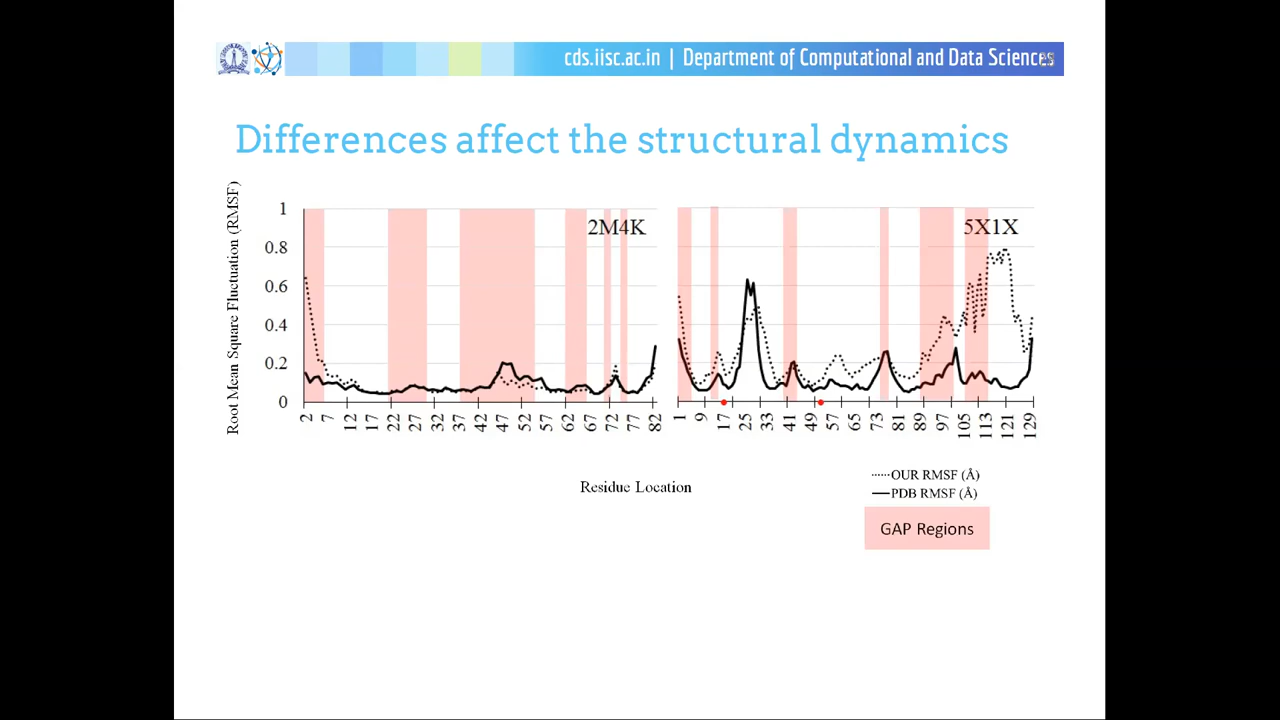 cds.iisc.ac.in | Department of Computational and Data Sciences
Differences affect the structural dynamics
Root Mean Square Fluctuation (RMSF)
1
0.8
0.6
0.4
0.2
0
2M4K
5X1X
2 7 12 17 22 27 32 37 42 47 52 57 62 67 72 77 82
1 9 17 25 33 41 49 57 65 73 81 89 97 105 113 121 129
Residue Location
OUR RMSF (Å)
PDB RMSF (Å)
GAP Regions